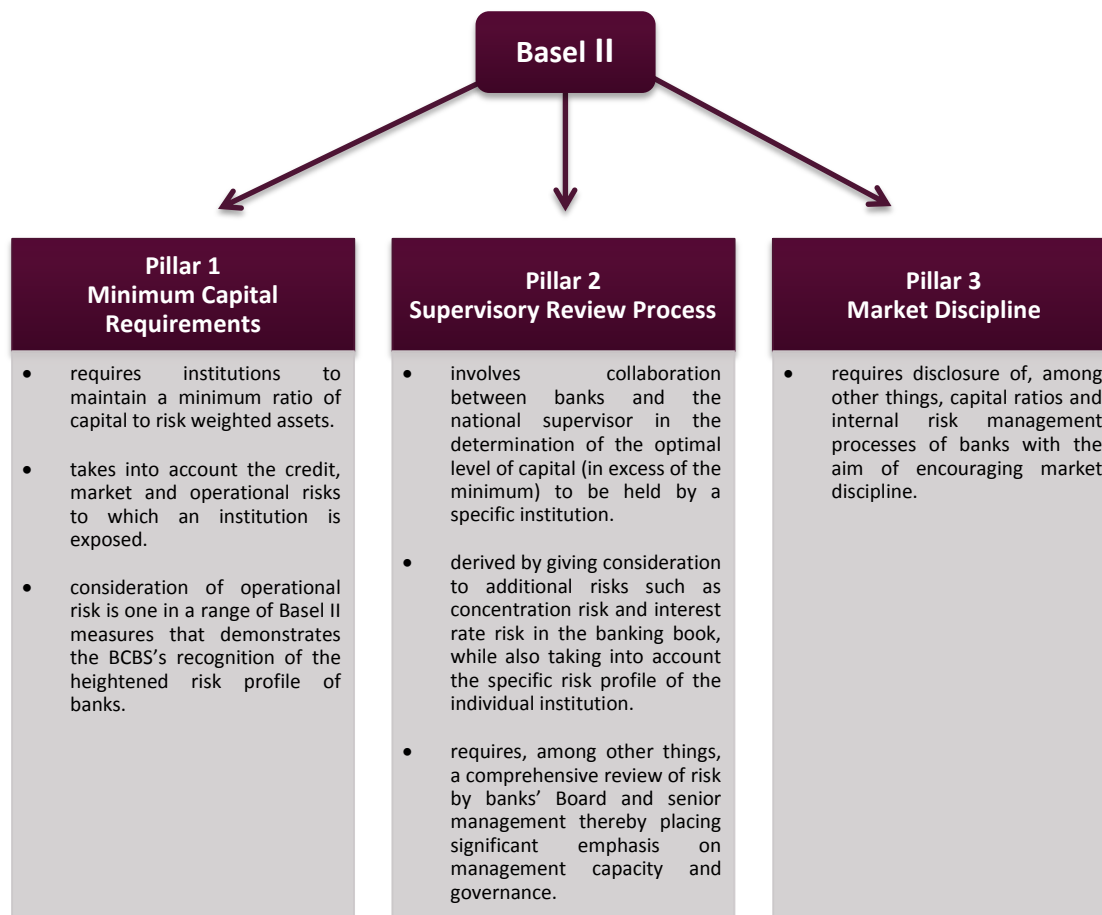 Basel II
Pillar 1
Minimum Capital
Requirements
• requires institutions to
maintain a minimum ratio of
capital to risk weighted assets.
• takes into account the credit,
market and operational risks
to which an institution is
exposed.
• consideration of operational
risk is one in a range of Basel II
measures that demonstrates
the BCBS’s recognition of the
heightened risk profile of
banks.
Pillar 2
Supervisory Review Process
• involves collaboration
between banks and the
national supervisor in the
determination of the optimal
level of capital (in excess of the
minimum) to be held by a
specific institution.
• derived by giving consideration
to additional risks such as
concentration risk and interest
rate risk in the banking book,
while also taking into account
the specific risk profile of the
individual institution.
• requires, among other things,
a comprehensive review of risk
by banks’ Board and senior
management thereby placing
significant emphasis on
management capacity and
governance.
Pillar 3
Market Discipline
• requires disclosure of, among
other things, capital ratios and
internal risk management
processes of banks with the
aim of encouraging market
discipline.